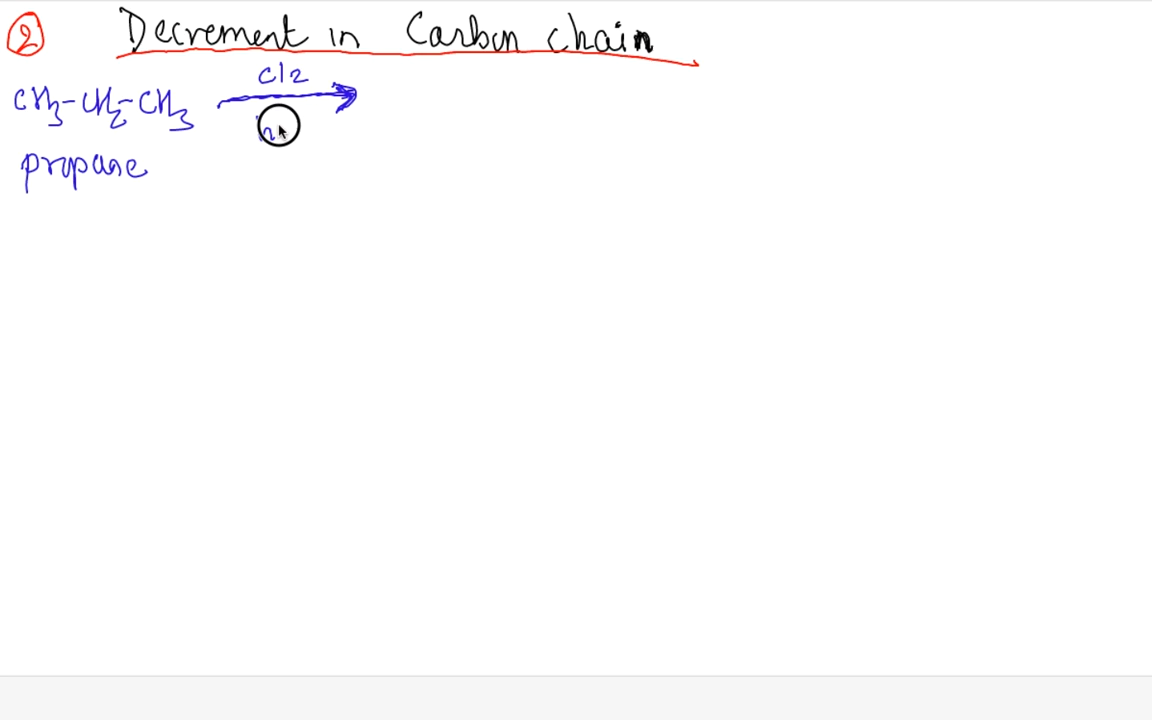 ② Decrement in Carbon chain
Cl2
CH3-CH2-CH3
propane